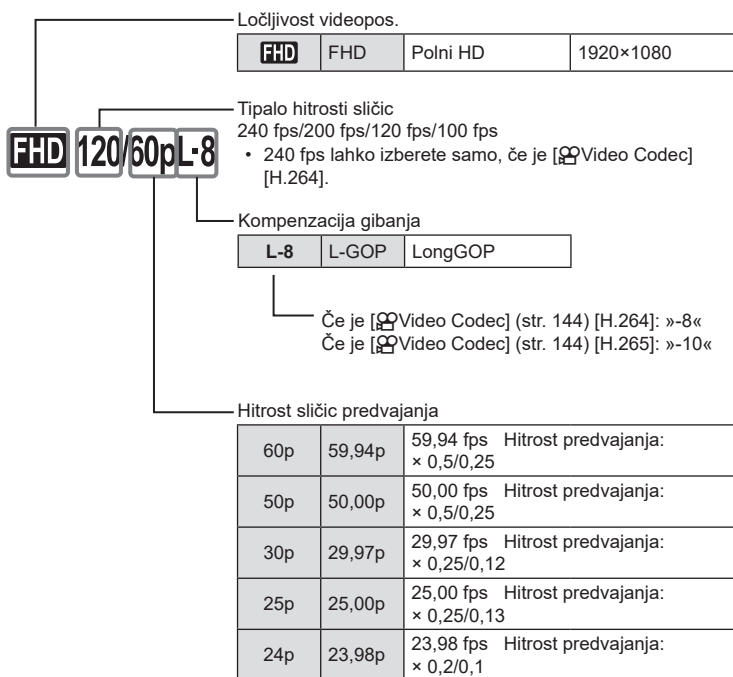 Ločljivost videopos.
FHD FHD Polni HD 1920×1080
FHD 120/60pL-8
Tipalo hitrosti sličic
240 fps/200 fps/120 fps/100 fps
• 240 fps lahko izberete samo, če je [Video Codec]
[H.264].
Kompenzacija gibanja
L-8 L-GOP LongGOP
Če je [Video Codec] (str. 144) [H.264]: »-8«
Če je [Video Codec] (str. 144) [H.265]: »-10«
Hitrost sličic predvajanja
60p 59,94p 59,94 fps Hitrost predvajanja:
× 0,5/0,25
50p 50,00p 50,00 fps Hitrost predvajanja:
× 0,5/0,25
30p 29,97p 29,97 fps Hitrost predvajanja:
× 0,25/0,12
25p 25,00p 25,00 fps Hitrost predvajanja:
× 0,25/0,13
24p 23,98p 23,98 fps Hitrost predvajanja:
× 0,2/0,1